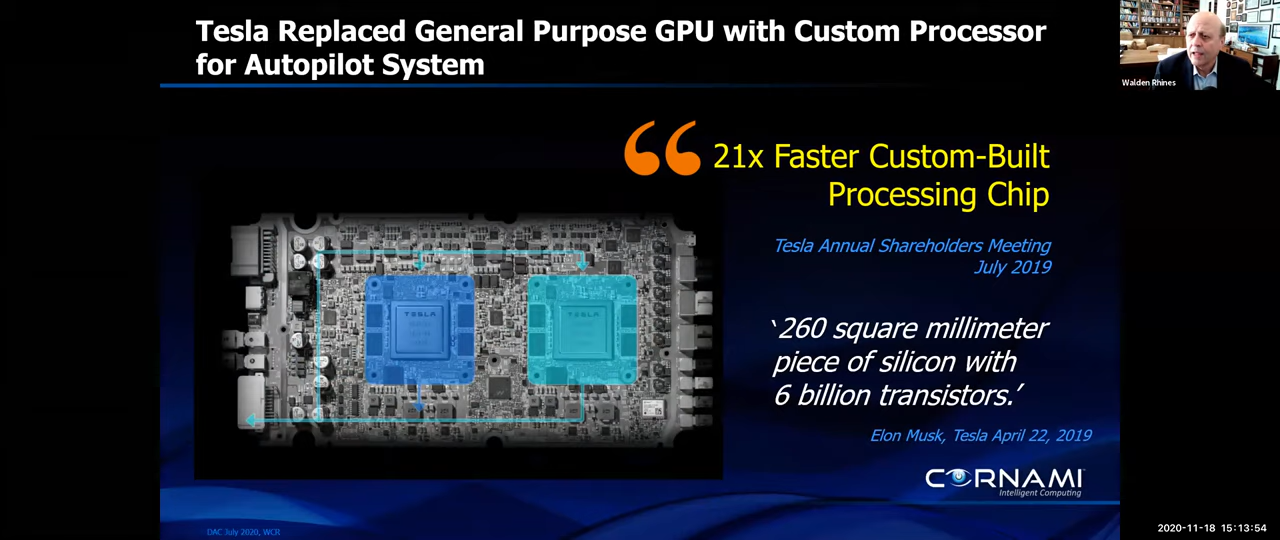 Tesla Replaced General Purpose GPU with Custom Processor
for Autopilot System
Walden Rhines
21x Faster Custom-Built
Processing Chip
Tesla Annual Shareholders Meeting
July 2019
‘260 square millimeter
piece of silicon with
6 billion transistors.’
Elon Musk, Tesla April 22, 2019
TESLA
TESLA
CORNAMI
Intelligent Computing
DAC July 2020, WCR
2020-11-18 15:13:54